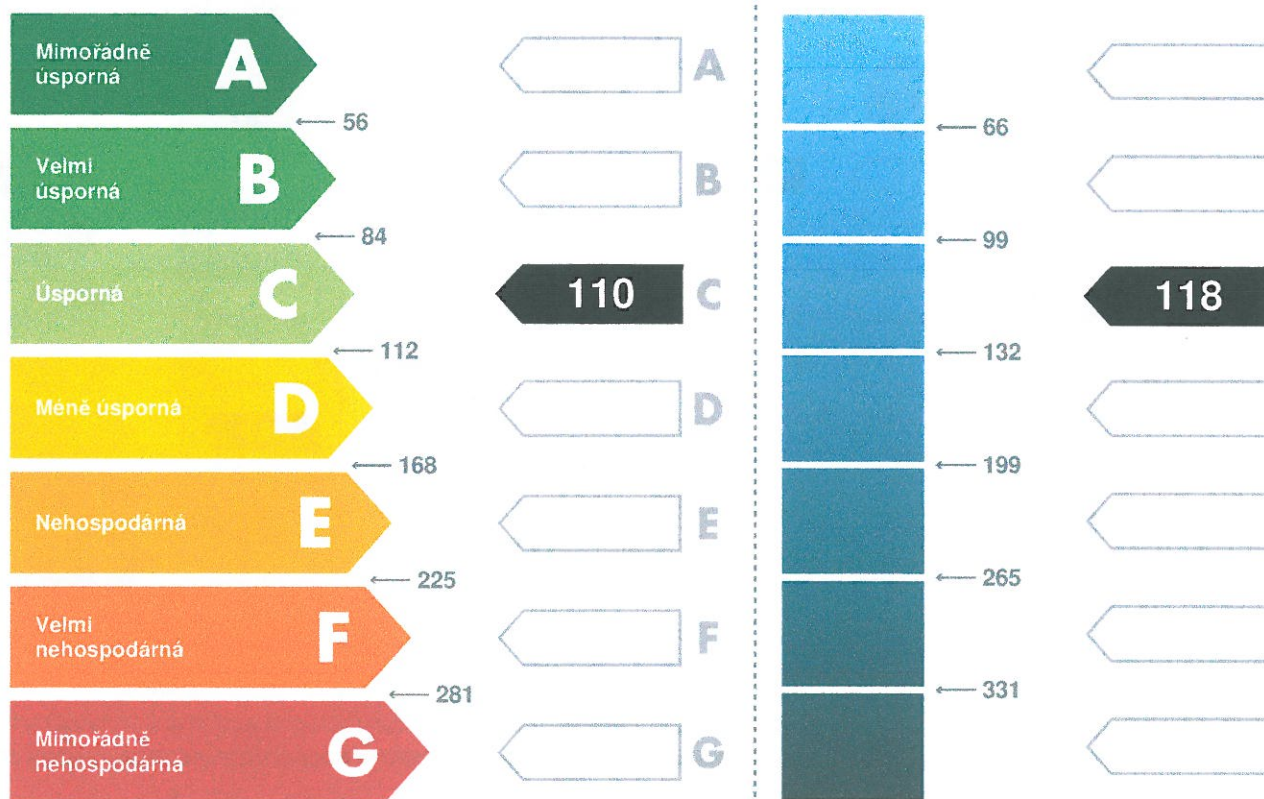 Mimořádně
úsporná
A
A
56
66
Velmi
úsporná
B
B
84
99
Úsporná
C
110
C
118
112
132
Méně úsporná
D
D
168
199
Nehospodárná
E
E
225
265
Velmi
nehospodárná
F
F
281
331
Mimořádně
nehospodárná
G
G